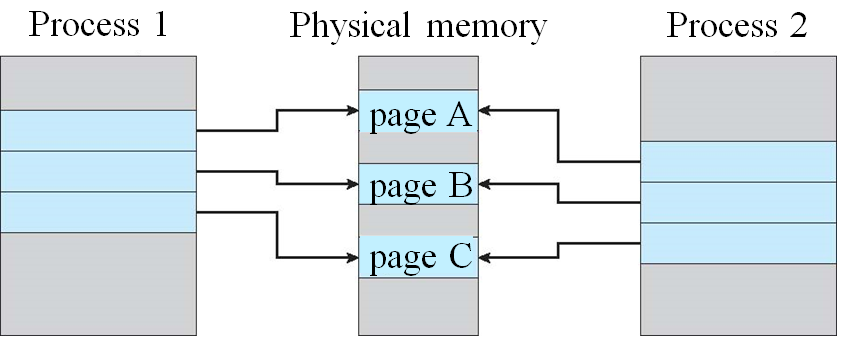 Process 1
Physical memory
Process 2
page A
page B
page C